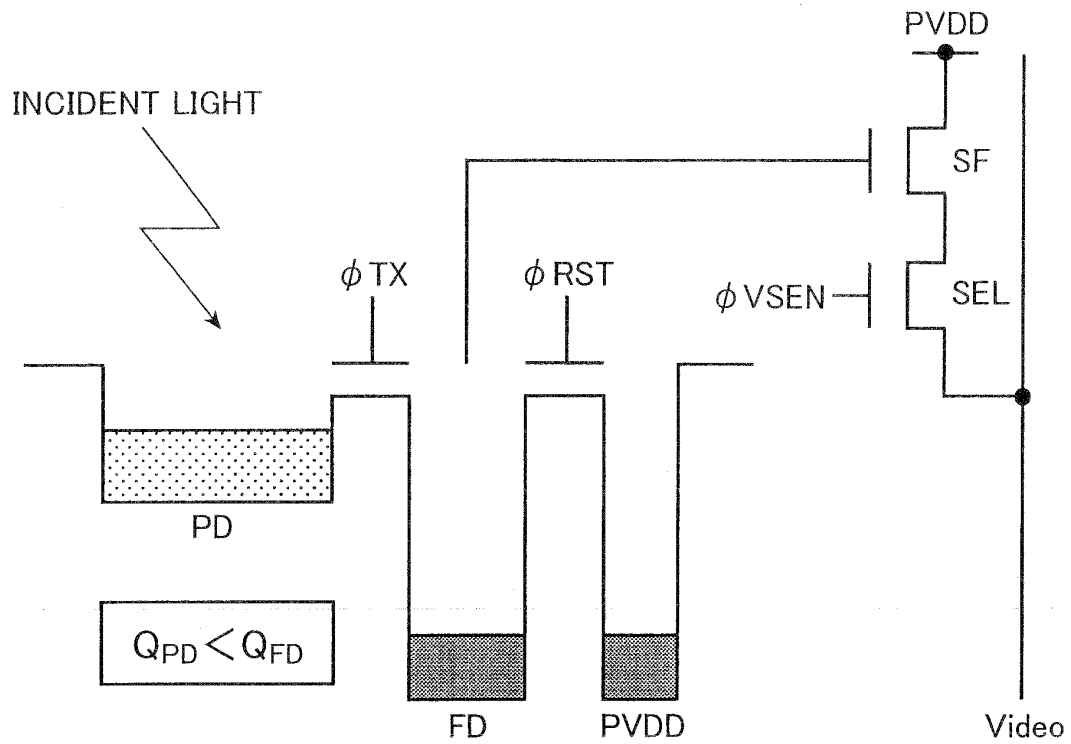 PVDD
INCIDENT LIGHT
SF
ϕTX
ϕRST
ϕVSEN
SEL
PD
QPD<QFD
FD
PVDD
Video